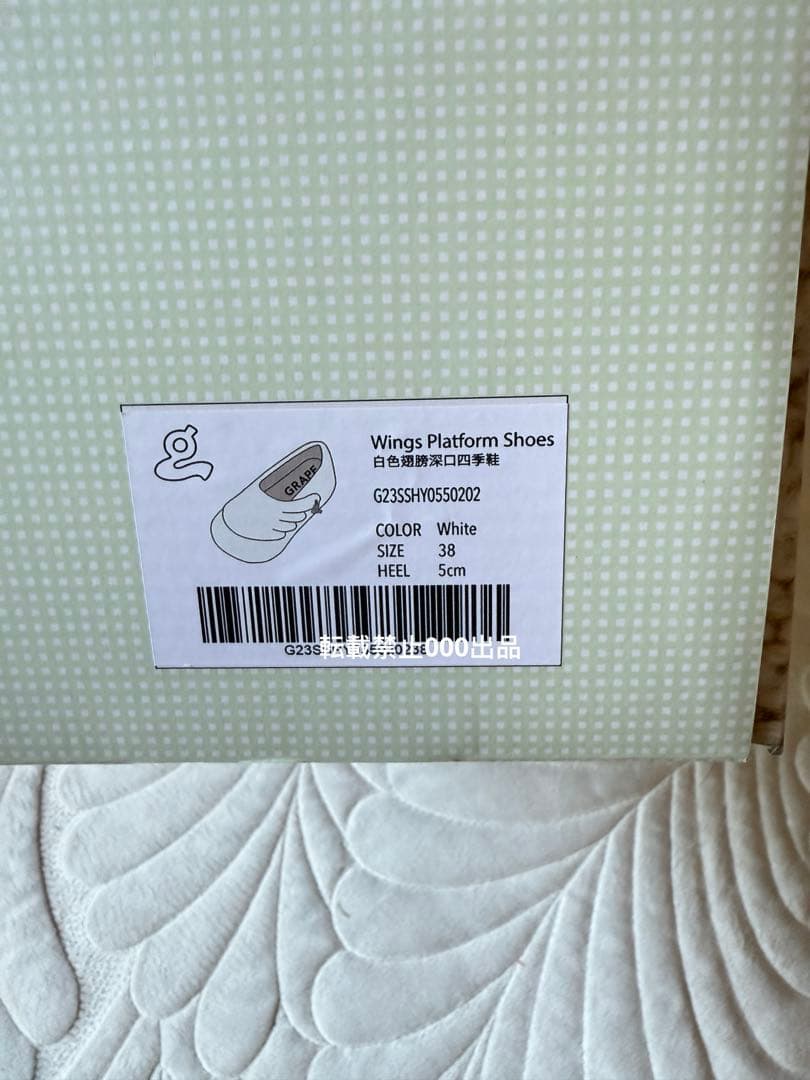 Wings Platform Shoes
白色翅膀深口四季鞋
GRAPE
G23SSHY0550202
COLOR White
SIZE 38
HEEL 5cm
転載禁止000出品